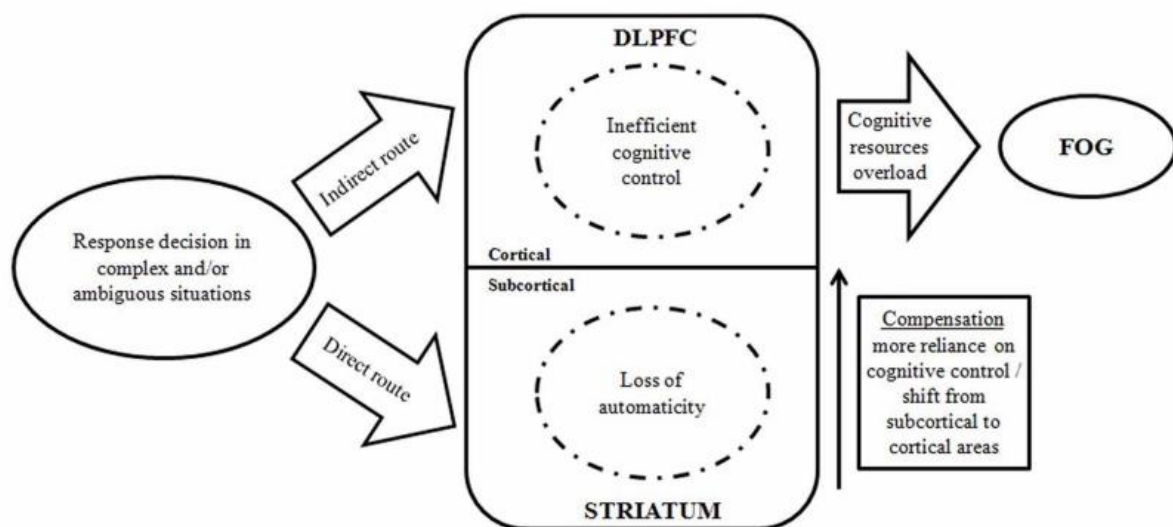 Response decision in
complex and/or
ambiguous situations
Indirect route
Direct route
DLPFC
Inefficient
cognitive
control
Cortical
Subcortical
Loss of
automaticity
STRIATUM
Cognitive
resources
overload
FOG
Compensation
more reliance on
cognitive control /
shift from
subcortical to
cortical areas